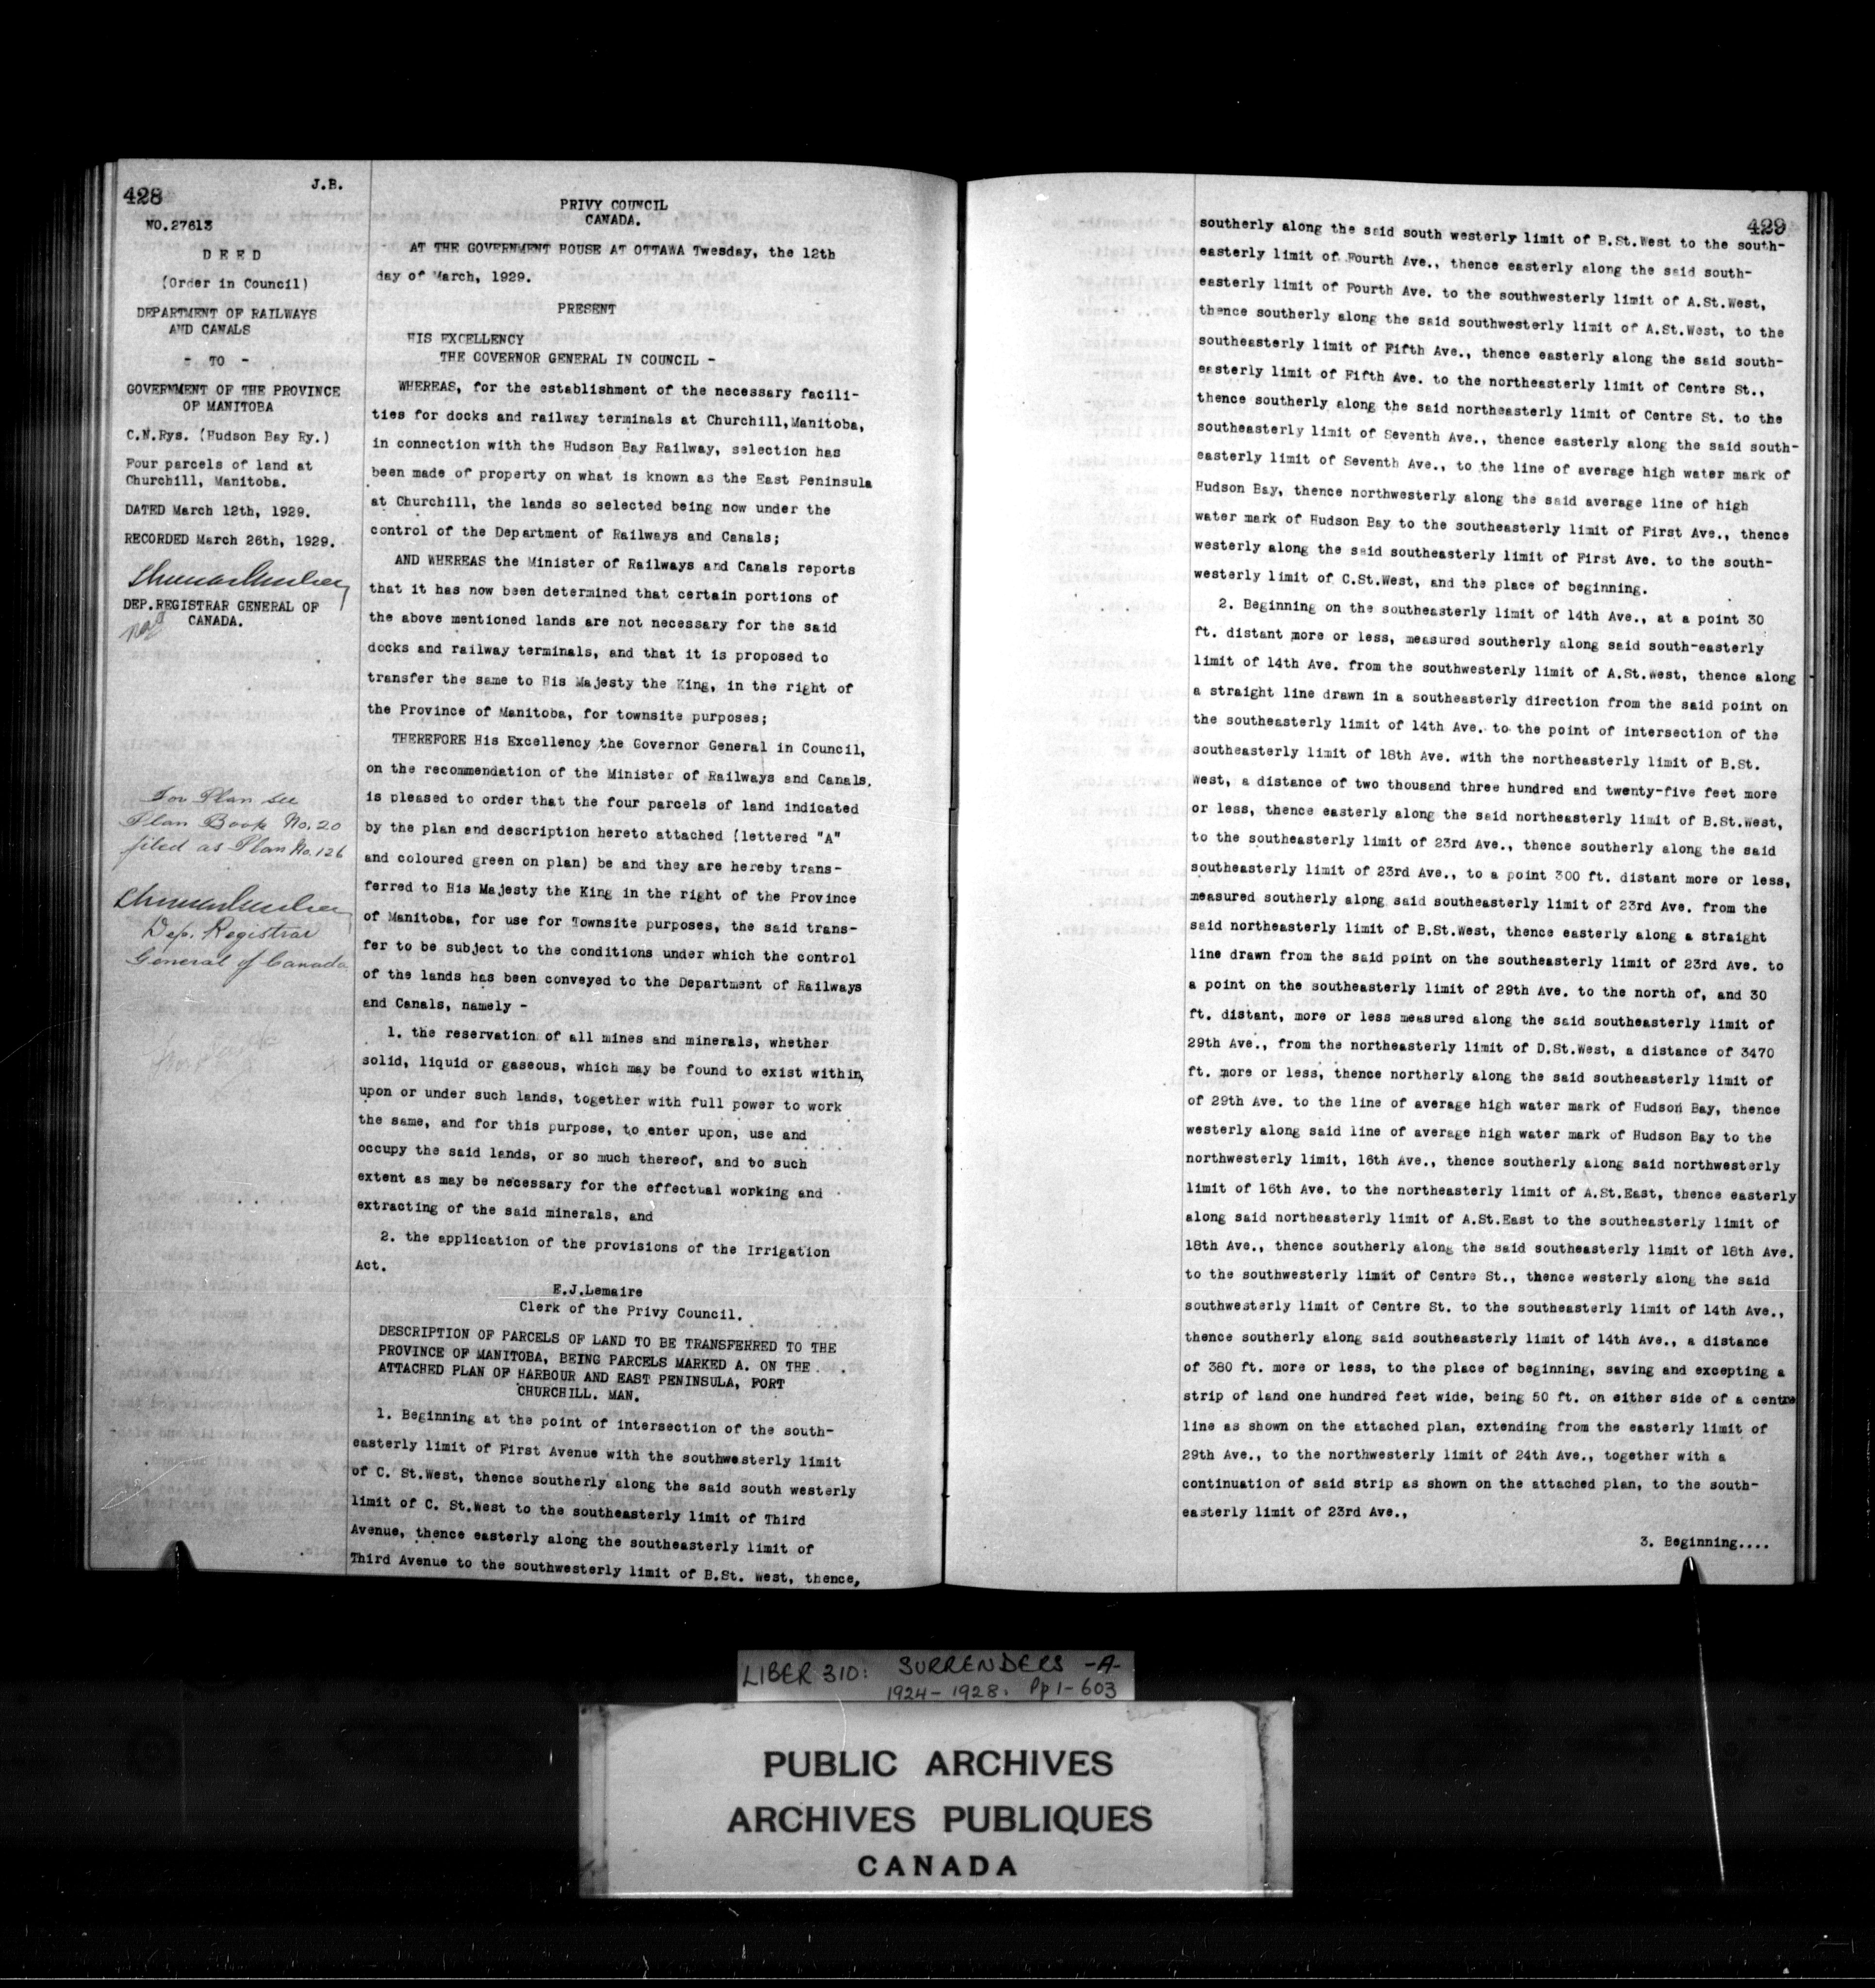 428
J.B.
NO.27613
DEED
(Order in Council)
DEPARTMENT OF RAILWAYS
AND CANALS
- TO -
GOVERNMENT OF THE PROVINCE
OF MANITOBA
C.N.Rys. (Hudson Bay Ry.)
Four parcels of land at
Churchill, Manitoba.
DATED March 12th, 1929.
RECORDED March 26th, 1929.
DEP.REGISTRAR GENERAL OF
CANADA.
For Plan see
Plan Book No. 20
filed as Plan No. 126
Dep. Registrar
General of Canada
PRIVY COUNCIL
CANADA.
AT THE GOVERNMENT HOUSE AT OTTAWA Twesday, the 12th
day of March, 1929.
PRESENT
HIS EXCELLENCY
THE GOVERNOR GENERAL IN COUNCIL -
WHEREAS, for the establishment of the necessary facili-
ties for docks and railway terminals at Churchill,Manitoba,
in connection with the Hudson Bay Railway, selection has
been made of property on what is known as the East Peninsula
at Churchill, the lands so selected being now under the
control of the Department of Railways and Canals;
AND WHEREAS the Minister of Railways and Canals reports
that it has now been determined that certain portions of
the above mentioned lands are not necessary for the said
docks and railway terminals, and that it is proposed to
transfer the same to His Majesty the King, in the right of
the Province of Manitoba, for townsite purposes;
THEREFORE His Excellency the Governor General in Council,
on the recommendation of the Minister of Railways and Canals,
is pleased to order that the four parcels of land indicated
by the plan and description hereto attached (lettered "A"
and coloured green on plan) be and they are hereby trans-
ferred to His Majesty the King in the right of the Province
of Manitoba, for use for Townsite purposes, the said trans-
fer to be subject to the conditions under which the control
of the lands has been conveyed to the Department of Railways
and Canals, namely -
1. the reservation of all mines and minerals, whether
solid, liquid or gaseous, which may be found to exist within,
upon or under such lands, together with full power to work
the same, and for this purpose, to enter upon, use and
occupy the said lands, or so much thereof, and to such
extent as may be necessary for the effectual working and
extracting of the said minerals, and
2. the application of the provisions of the Irrigation
Act.
E.J.Lemaire
Clerk of the Privy Council.
DESCRIPTION OF PARCELS OF LAND TO BE TRANSFERRED TO THE
PROVINCE OF MANITOBA, BEING PARCELS MARKED A. ON THE
ATTACHED PLAN OF HARBOUR AND EAST PENINSULA, FORT
CHURCHILL. MAN.
1. Beginning at the point of intersection of the south-
easterly limit of First Avenue with the southwesterly limit
of C. St.West, thence southerly along the said south westerly
limit of C. St.West to the southeasterly limit of Third
Avenue, thence easterly along the southeasterly limit of
Third Avenue to the southwesterly limit of B.St. West, thence,
429
southerly along the said south westerly limit of B.St.West to the south-
easterly limit of Fourth Ave., thence easterly along the said south-
easterly limit of Fourth Ave. to the southwesterly limit of A.St.West,
thence southerly along the said southwesterly limit of A.St.West, to the
southeasterly limit of Fifth Ave., thence easterly along the said south-
easterly limit of Fifth Ave. to the northeasterly limit of Centre St.,
thence southerly along the said northeasterly limit of Centre St. to the
southeasterly limit of Seventh Ave., thence easterly along the said south-
easterly limit of Seventh Ave., to the line of average high water mark of
Hudson Bay, thence northwesterly along the said average line of high
water mark of Hudson Bay to the southeasterly limit of First Ave., thence
westerly along the said southeasterly limit of First Ave. to the south-
westerly limit of C.St.West, and the place of beginning.
2. Beginning on the southeasterly limit of 14th Ave., at a point 30
ft. distant more or less, measured southerly along said south-easterly
limit of 14th Ave. from the southwesterly limit of A.St.West, thence along
a straight line drawn in a southeasterly direction from the said point on
the southeasterly limit of 14th Ave. to the point of intersection of the
southeasterly limit of 18th Ave. with the northeasterly limit of B.St.
West, a distance of two thousand three hundred and twenty-five feet more
or less, thence easterly along the said northeasterly limit of B.St.West,
to the southeasterly limit of 23rd Ave., thence southerly along the said
southeasterly limit of 23rd Ave., to a point 300 ft. distant more or less,
measured southerly along said southeasterly limit of 23rd Ave. from the
said northeasterly limit of B.St.West, thence easterly along a straight
line drawn from the said point on the southeasterly limit of 23rd Ave. to
a point on the southeasterly limit of 29th Ave. to the north of, and 30
ft. distant, more or less measured along the said southeasterly limit of
29th Ave., from the northeasterly limit of D.St.West, a distance of 3470
ft. more or less, thence northerly along the said southeasterly limit of
of 29th Ave. to the line of average high water mark of Hudson Bay, thence
westerly along said line of average high water mark of Hudson Bay to the
northwesterly limit, 16th Ave., thence southerly along said northwesterly
limit of 16th Ave. to the northeasterly limit of A.St.East, thence easterly
along said northeasterly limit of A.St.East to the southeasterly limit of
18th Ave., thence southerly along the said southeasterly limit of 18th Ave.
to the southwesterly limit of Centre St., thence westerly along the said
southwesterly limit of Centre St. to the southeasterly limit of 14th Ave.,
thence southerly along said southeasterly limit of 14th Ave., a distance
of 380 ft. more or less, to the place of beginning, saving and excepting a
strip of land one hundred feet wide, being 50 ft. on either side of a centre
line as shown on the attached plan, extending from the easterly limit of
29th Ave., to the northwesterly limit of 24th Ave., together with a
continuation of said strip as shown on the attached plan, to the south-
easterly limit of 23rd Ave.,
3. Beginning....
LIBER 310: SURRENDERS -A-
1924-1928. Pp 1-603
PUBLIC ARCHIVES
ARCHIVES PUBLIQUES
CANADA